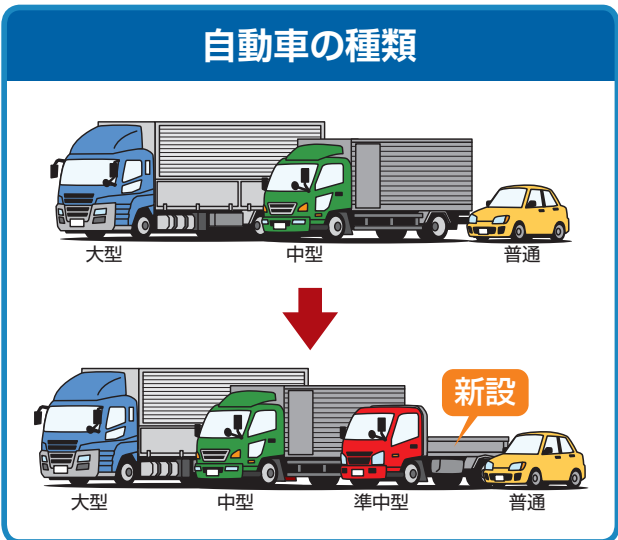 自動車の種類
大型 中型 普通
新設
大型 中型 準中型 普通